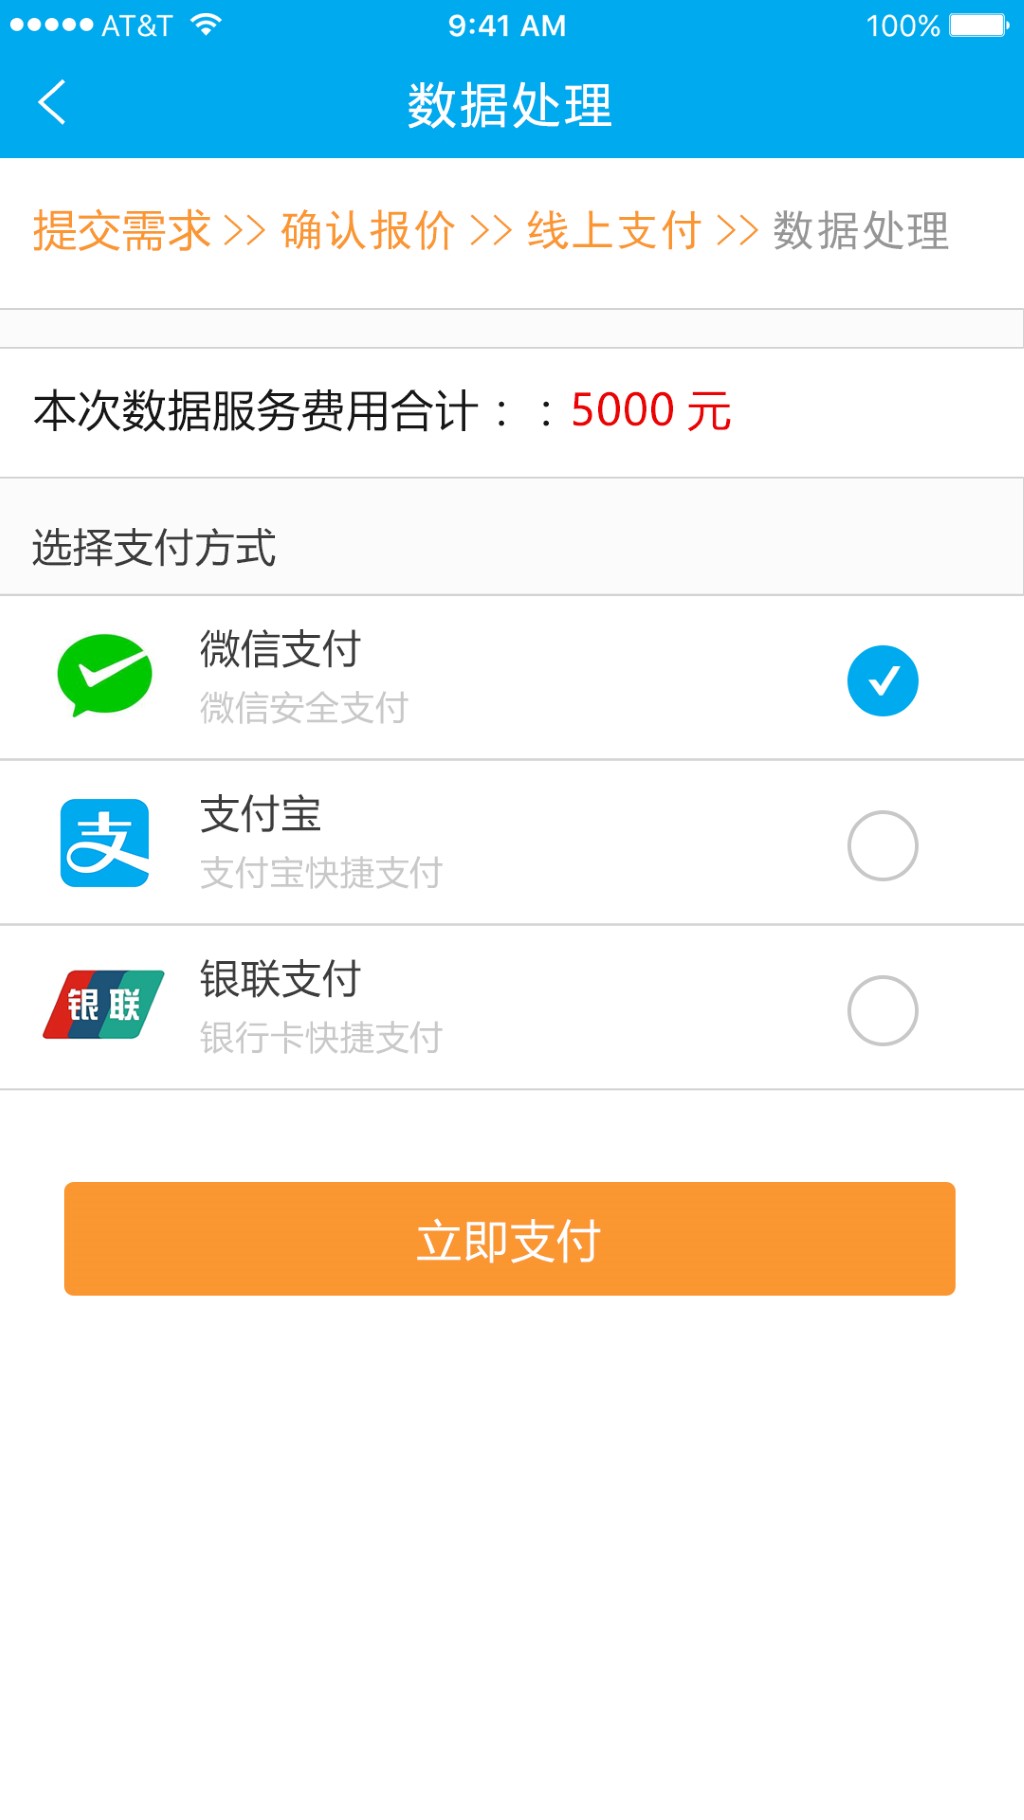 AT&T 9:41 AM 100%
数据处理
提交需求 >> 确认报价 >> 线上支付 >> 数据处理
本次数据服务费用合计： ：5000 元
选择支付方式
微信支付
微信安全支付
支
支付宝
支付宝快捷支付
银联
银联支付
银行卡快捷支付
立即支付